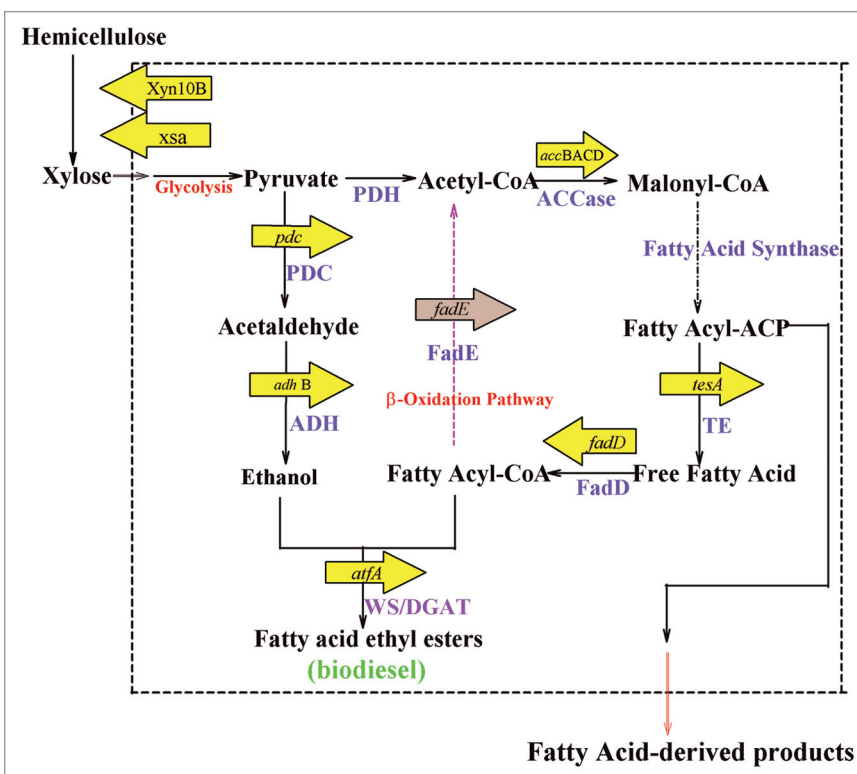 Hemicellulose
Xyn10B
xsa
accBACD
Xylose
Glycolysis
Pyruvate
PDH
Acetyl-CoA
ACCase
Malonyl-CoA
pdc
PDC
Fatty Acid Synthase
Acetaldehyde
fadE
FadE
Fatty Acyl-ACP
adh B
ADH
β-Oxidation Pathway
tesA
TE
fadD
Ethanol
Fatty Acyl-CoA
FadD
Free Fatty Acid
atfA
WS/DGAT
Fatty acid ethyl esters
(biodiesel)
Fatty Acid-derived products